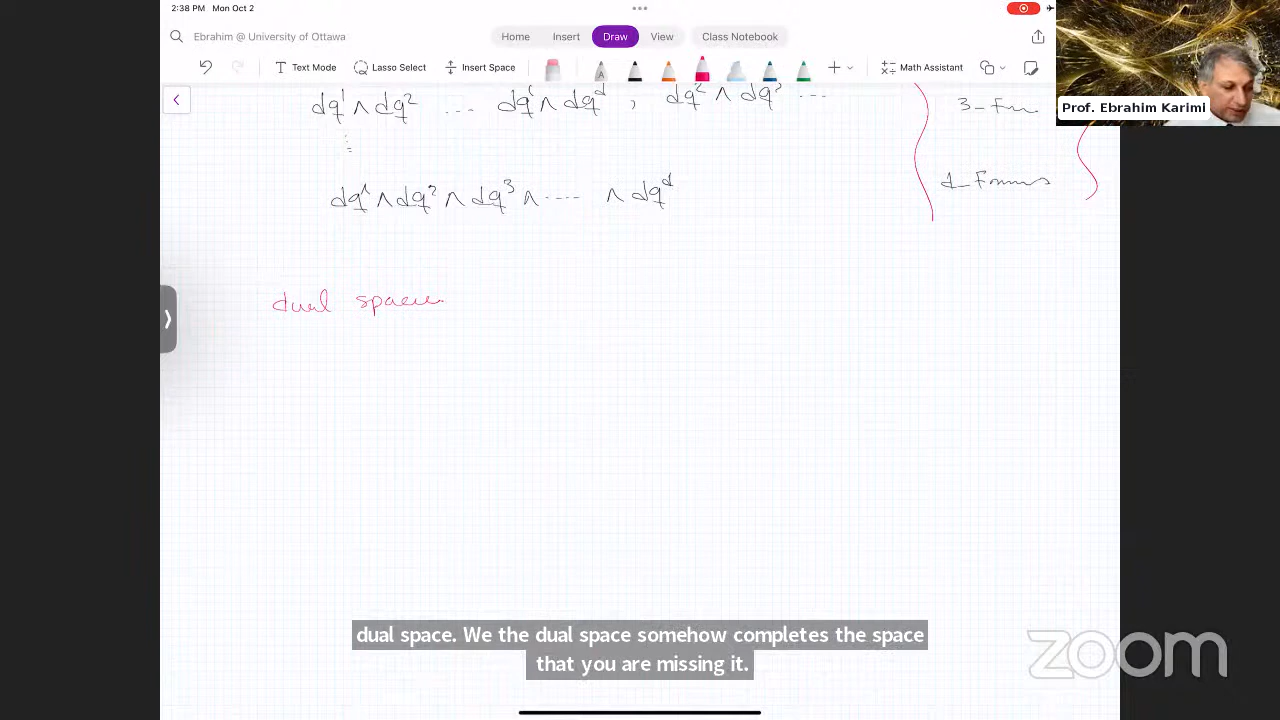 2:38 PM Mon Oct 2
Ebrahim @ University of Ottawa
Home Insert Draw View Class Notebook
Text Mode Lasso Select Insert Space Math Assistant
Prof. Ebrahim Karimi
dq¹ dq² ... dq¹ ∧ dq^d , dq² ∧ dq³ ...
3-Fm
dq¹ ∧ dq² ∧ dq³ ∧ .... ∧ dq^d
d-Forms
dual space
dual space. We the dual space somehow completes the space
that you are missing it.
zoom